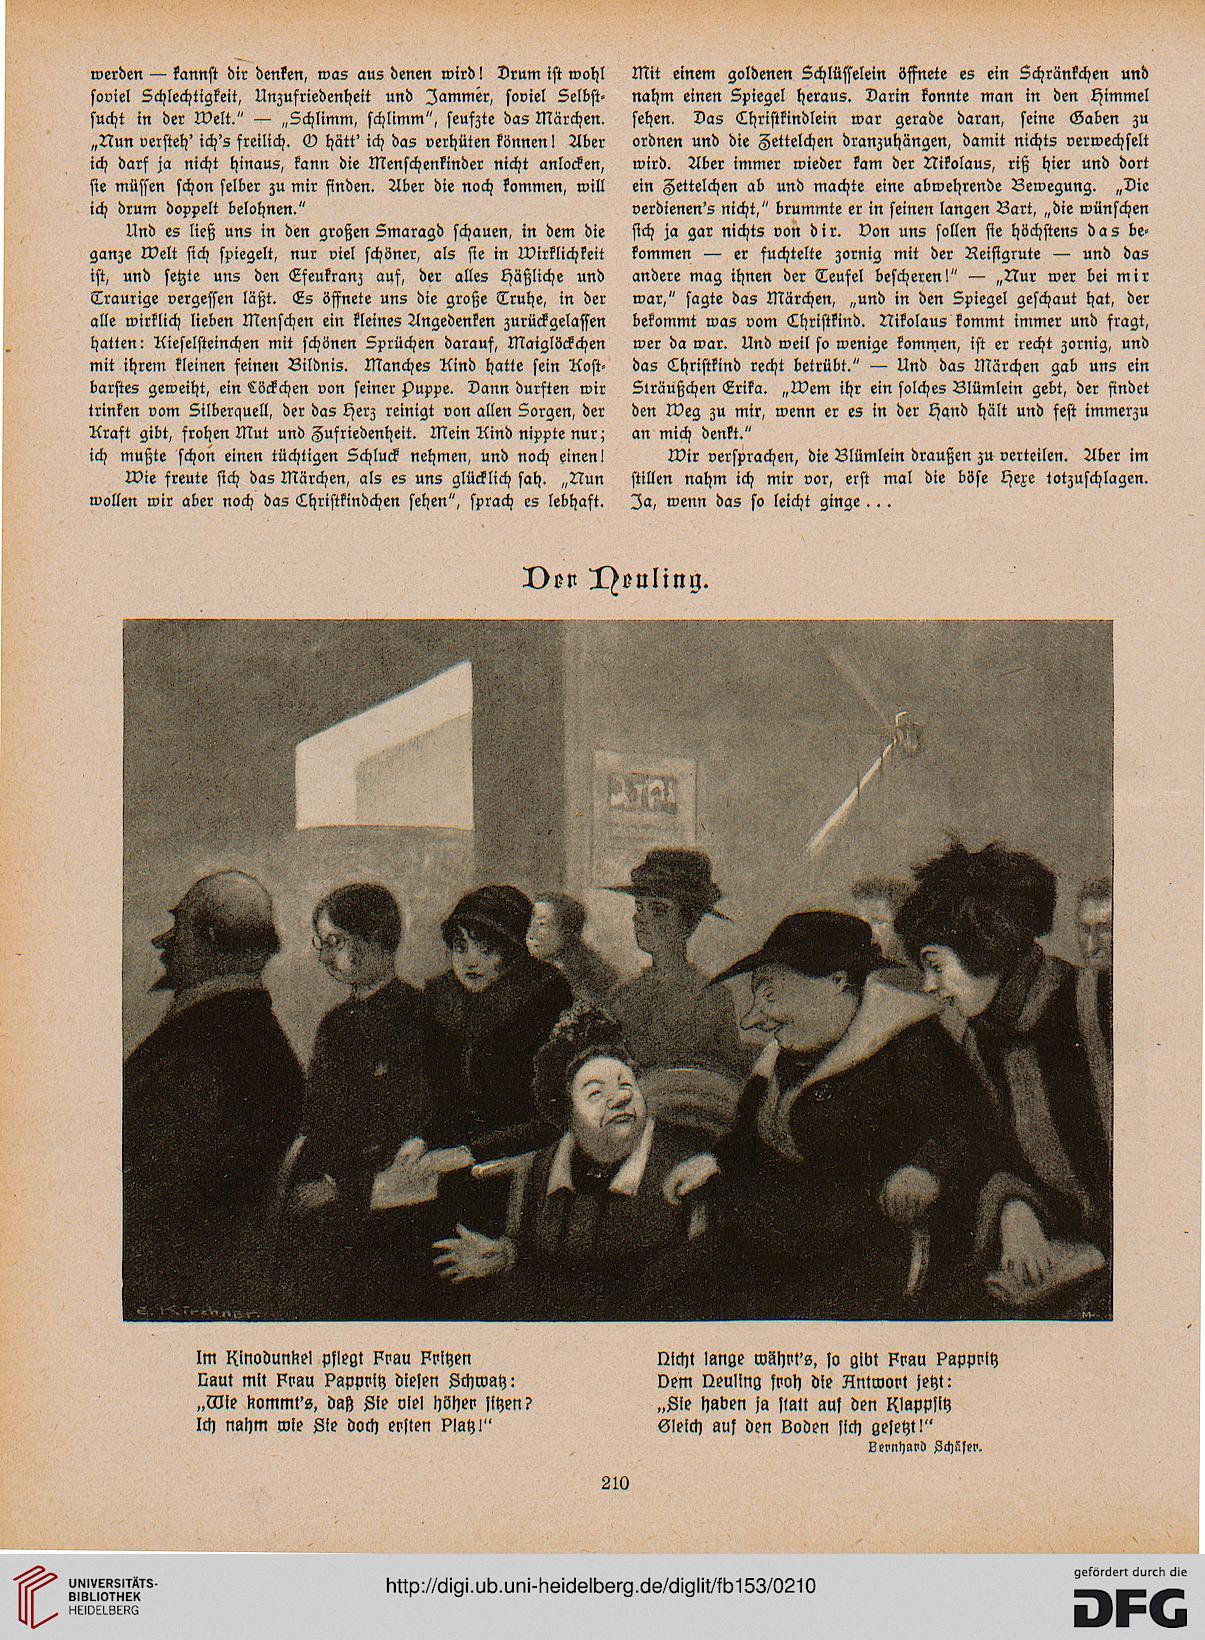 werden — kannst dir denken, was aus denen wird! Drum ist wohl
soviel Schlechtigkeit, Unzufriedenheit und Jammer, soviel Selbst-
sucht in der Welt.“ — „Schlimm, schlimm“, seufzte das Märchen.
„Nun versteh’ ich’s freilich. O hätt’ ich das verhüten können! Aber
ich darf ja nicht hinaus, kann die Menschenkinder nicht anlocken,
sie müssen schon selber zu mir finden. Aber die noch kommen, will
ich drum doppelt belohnen.“
Und es ließ uns in den großen Smaragd schauen, in dem die
ganze Welt sich spiegelt, nur viel schöner, als sie in Wirklichkeit
ist, und setzte uns den Efeukranz auf, der alles Häßliche und
Traurige vergessen läßt. Es öffnete uns die große Truhe, in der
alle wirklich lieben Menschen ein kleines Angedenken zurückgelassen
hatten: Kieselsteinchen mit schönen Sprüchen darauf, Maiglöckchen
mit ihrem kleinen feinen Bildnis. Manches Kind hatte sein Kost-
barstes geweiht, ein Löckchen von seiner Puppe. Dann durften wir
trinken vom Silberquell, der das Herz reinigt von allen Sorgen, der
Kraft gibt, frohen Mut und Zufriedenheit. Mein Kind nippte nur;
ich mußte schon einen tüchtigen Schluck nehmen, und noch einen!
Wie freute sich das Märchen, als es uns glücklich sah. „Nun
wollen wir aber noch das Christkindchen sehen“, sprach es lebhaft.
Mit einem goldenen Schlüsselein öffnete es ein Schränkchen und
nahm einen Spiegel heraus. Darin konnte man in den Himmel
sehen. Das Christkindlein war gerade daran, seine Gaben zu
ordnen und die Zettelchen dranzuhängen, damit nichts verwechselt
wird. Aber immer wieder kam der Nikolaus, riß hier und dort
ein Zettelchen ab und machte eine abwehrende Bewegung. „Die
verdienen’s nicht,“ brummte er in seinen langen Bart, „die wünschen
sich ja gar nichts von dir. Von uns sollen sie höchstens das be-
kommen — er fuchtelte zornig mit der Reisigrute — und das
andere mag ihnen der Teufel bescheren!“ — „Nur wer bei mir
war,“ sagte das Märchen, „und in den Spiegel geschaut hat, der
bekommt was vom Christkind. Nikolaus kommt immer und fragt,
wer da war. Und weil so wenige kommen, ist er recht zornig, und
das Christkind recht betrübt.“ — Und das Märchen gab uns ein
Sträußchen Erika. „Wem ihr ein solches Blümlein gebt, der findet
den Weg zu mir, wenn er es in der Hand hält und fest immerzu
an mich denkt.“
Wir versprachen, die Blümlein draußen zu verteilen. Aber im
stillen nahm ich mir vor, erst mal die böse Hexe totzuschlagen.
Ja, wenn das so leicht ginge . . .
Der Neuling.
E. Kirchner.
Im Kinodunkel pflegt Frau Fritzen
Laut mit Frau Pappritz diesen Schwatz:
„Wie kommt’s, daß Sie viel höher sitzen?
Ich nahm wie Sie doch ersten Platz!“
Nicht lange währt’s, so gibt Frau Pappritz
Dem Neuling froh die Antwort jetzt:
„Sie haben ja statt auf den Klappsitz
Gleich auf den Boden sich gesetzt!“
Bernhard Schäfer.
210
UNIVERSITÄTS-
BIBLIOTHEK
HEIDELBERG
http://digi.ub.uni-heidelberg.de/diglit/fb153/0210
gefördert durch die
DFG